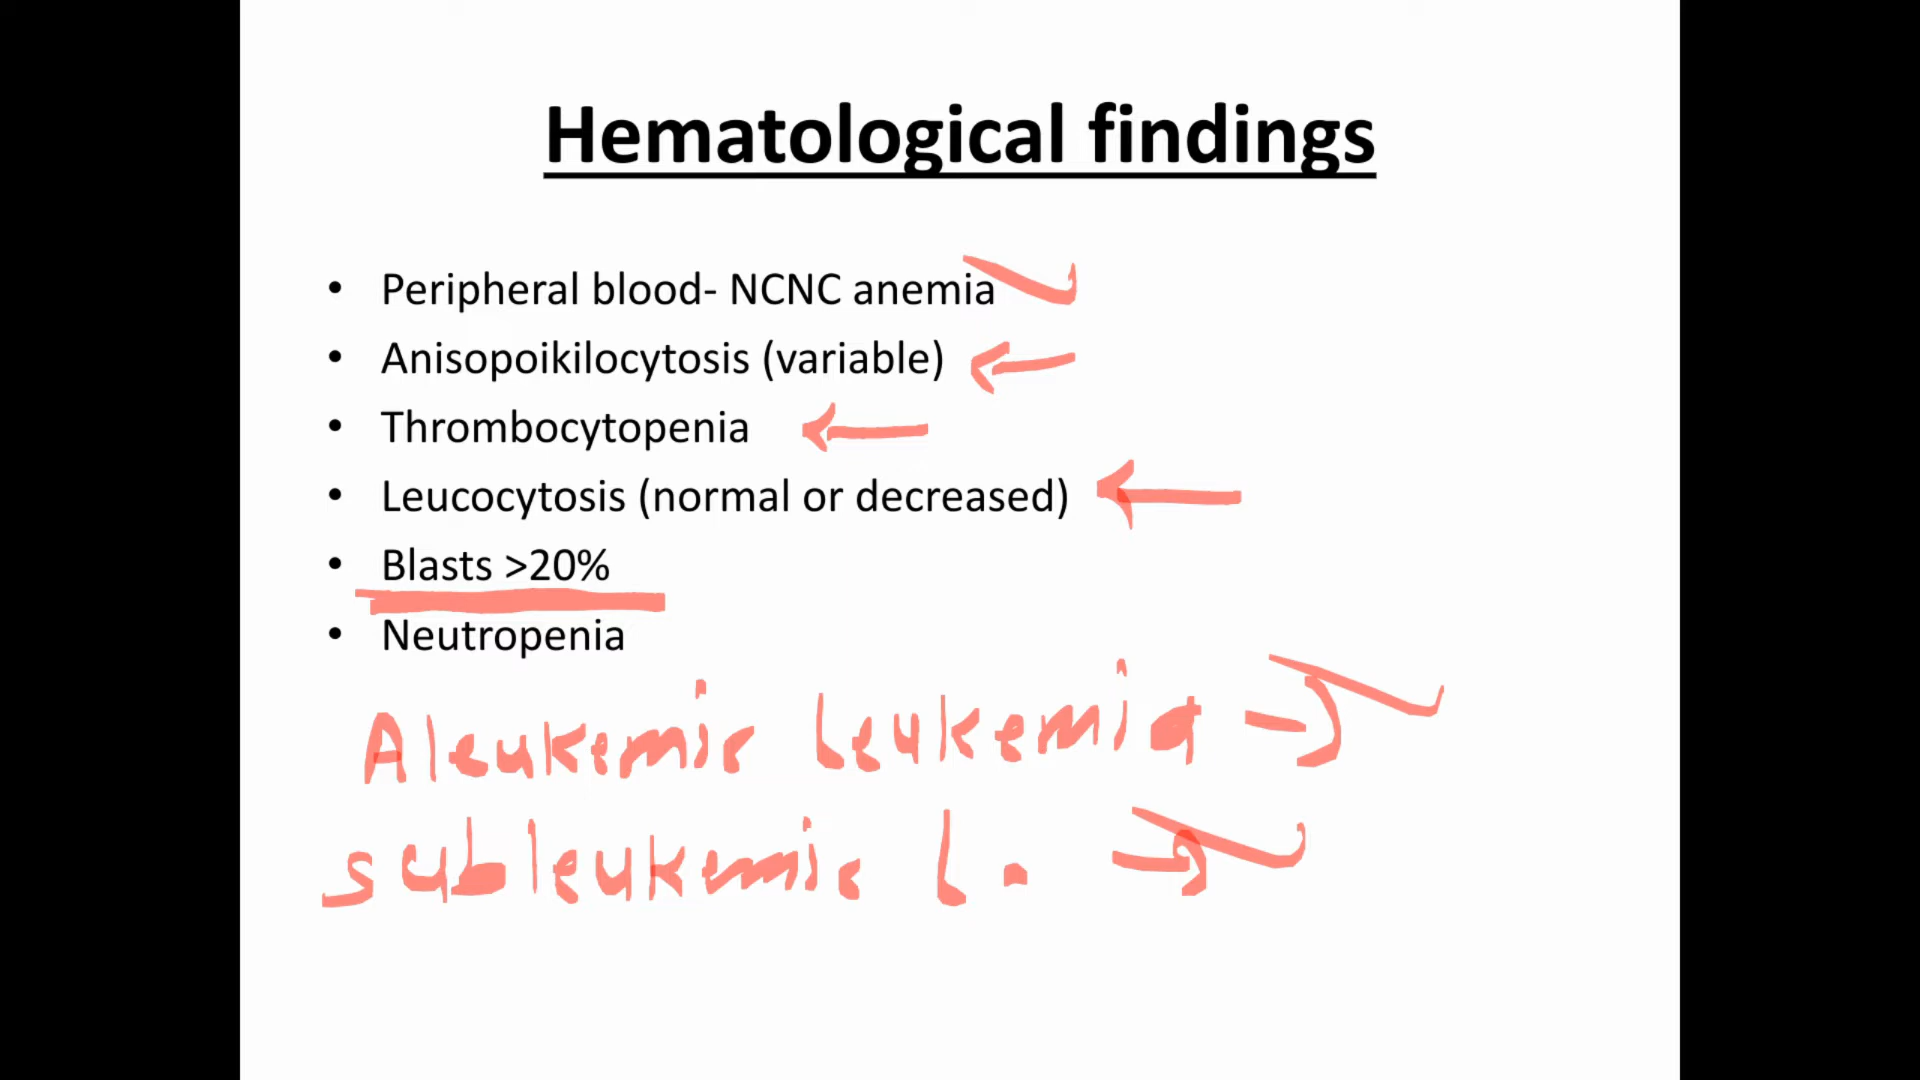 Hematological findings
• Peripheral blood- NCNC anemia
• Anisopoikilocytosis (variable)
• Thrombocytopenia
• Leucocytosis (normal or decreased)
• Blasts >20%
• Neutropenia
Aleukemic Leukemia →
subleukemic L. →